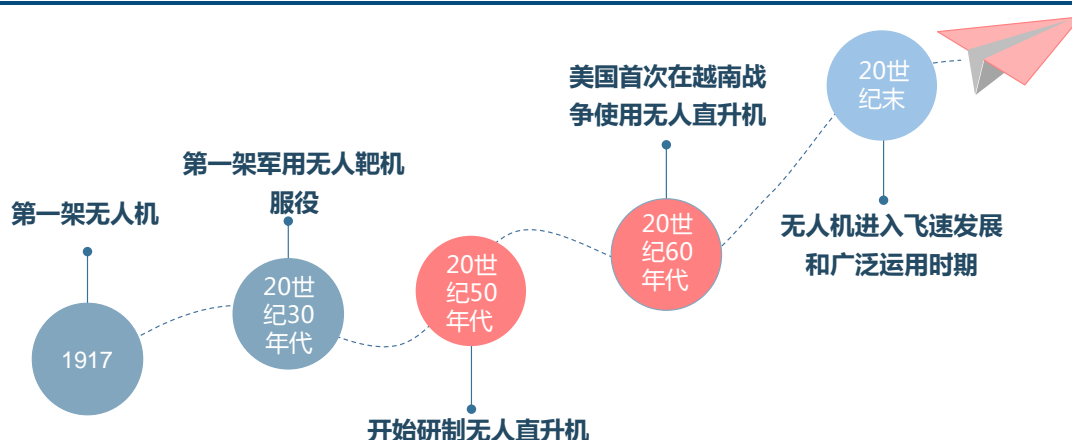 第一架无人机
1917
第一架军用无人靶机
服役
20世
纪30
年代
20世
纪50
年代
开始研制无人直升机
美国首次在越南战
争使用无人直升机
20世
纪60
年代
20世
纪末
无人机进入飞速发展
和广泛运用时期